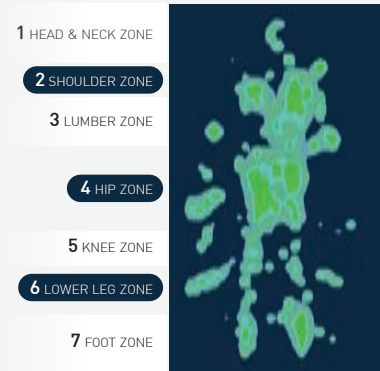 1 HEAD & NECK ZONE
2 SHOULDER ZONE
3 LUMBER ZONE
4 HIP ZONE
5 KNEE ZONE
6 LOWER LEG ZONE
7 FOOT ZONE